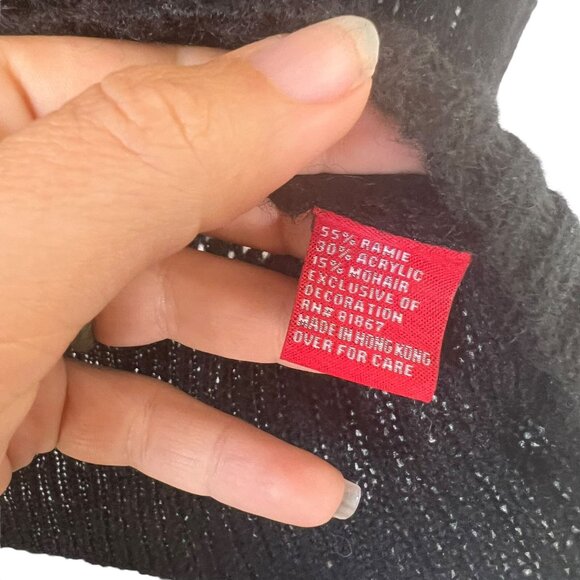 55% RAMIE
30% ACRYLIC
15% MOHAIR
EXCLUSIVE OF
DECORATION
RN# 81867
MADE IN HONG KONG
OVER FOR CARE